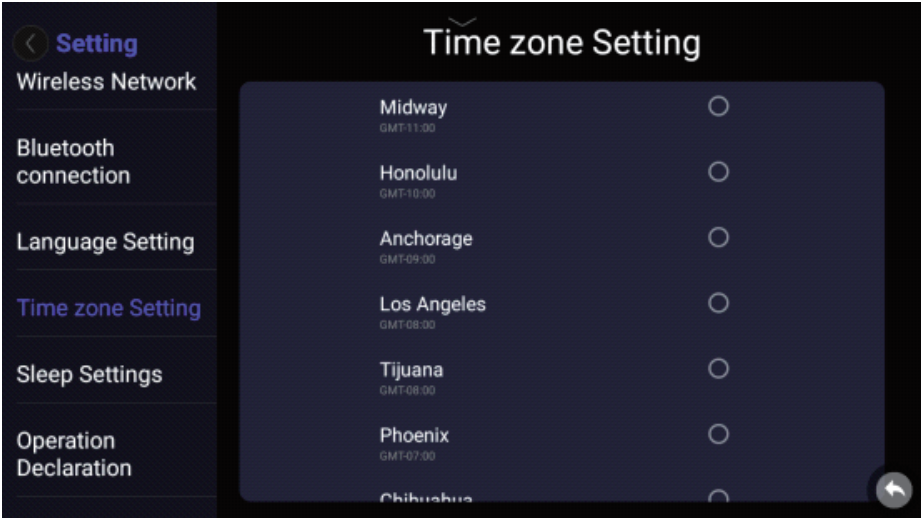 Setting
Wireless Network
Bluetooth
connection
Language Setting
Time zone Setting
Sleep Settings
Operation
Declaration
Time zone Setting
Midway
GMT-11:00
Honolulu
GMT-10:00
Anchorage
GMT-09:00
Los Angeles
GMT-08:00
Tijuana
GMT-08:00
Phoenix
GMT-07:00
Chihuahua